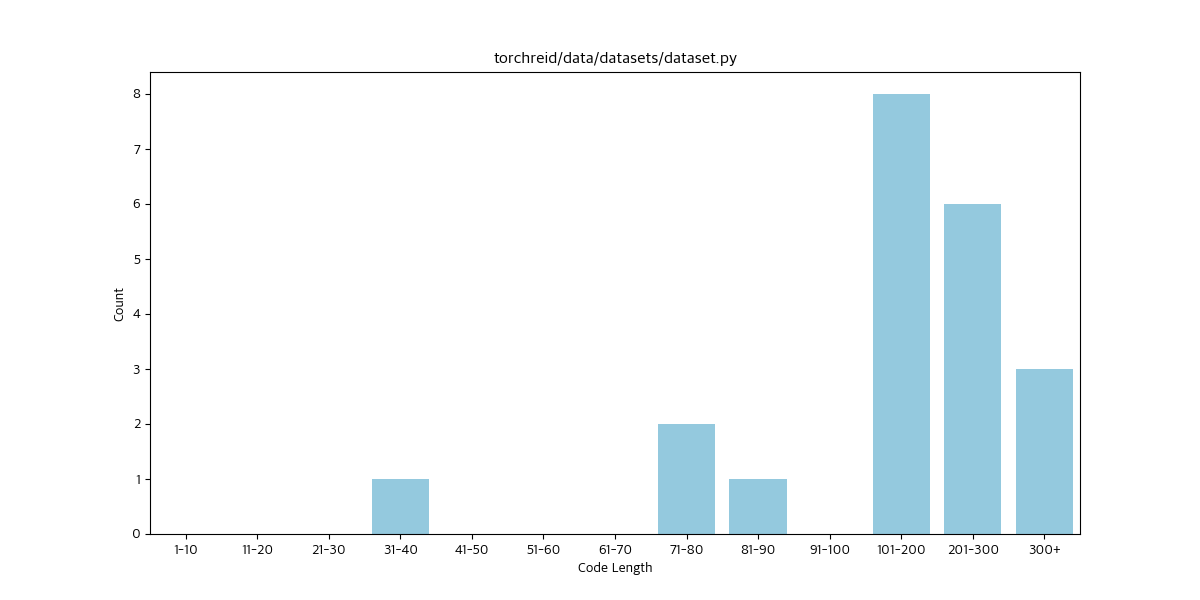 torchreid/data/datasets/dataset.py
8
7
6
5
4
3
2
1
0
Count
1-10 11-20 21-30 31-40 41-50 51-60 61-70 71-80 81-90 91-100 101-200 201-300 300+
Code Length